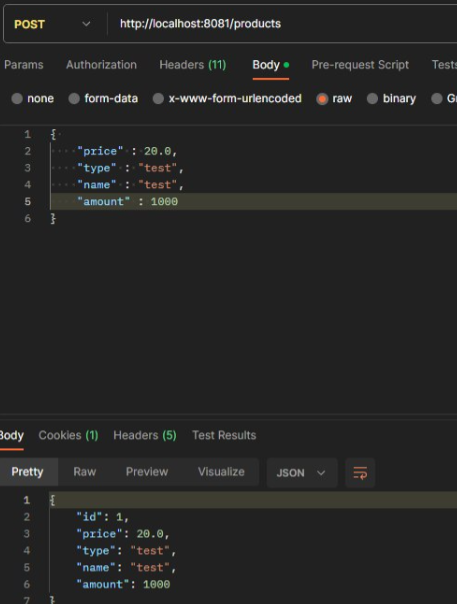 POST http://localhost:8081/products
Params Authorization Headers (11) Body Pre-request Script Tests
none form-data x-www-form-urlencoded raw binary
1 {
2 "price" : 20.0,
3 "type" : "test",
4 "name" : "test",
5 "amount" : 1000
6 }
Body Cookies (1) Headers (5) Test Results
Pretty Raw Preview Visualize JSON
1 {
2 "id": 1,
3 "price": 20.0,
4 "type": "test",
5 "name": "test",
6 "amount": 1000
7 }